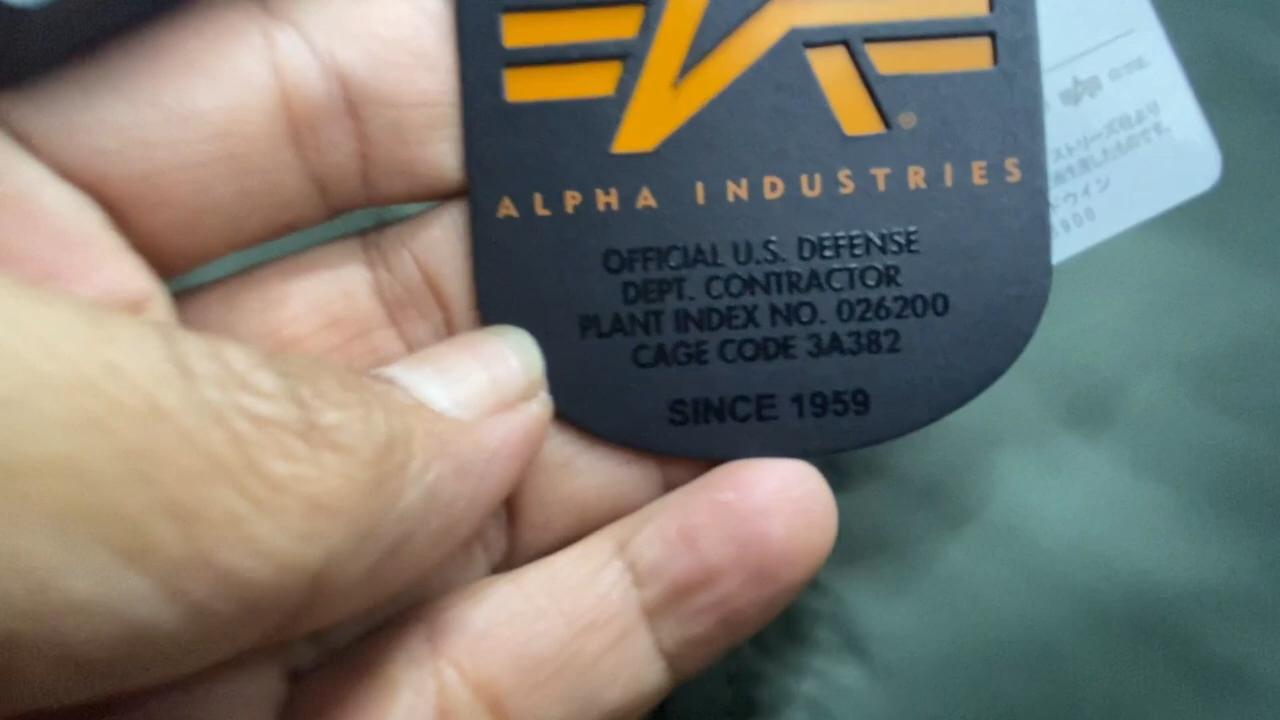 ALPHA INDUSTRIES
OFFICIAL U.S. DEFENSE
DEPT. CONTRACTOR
PLANT INDEX NO. 026200
CAGE CODE 3A382
SINCE 1959